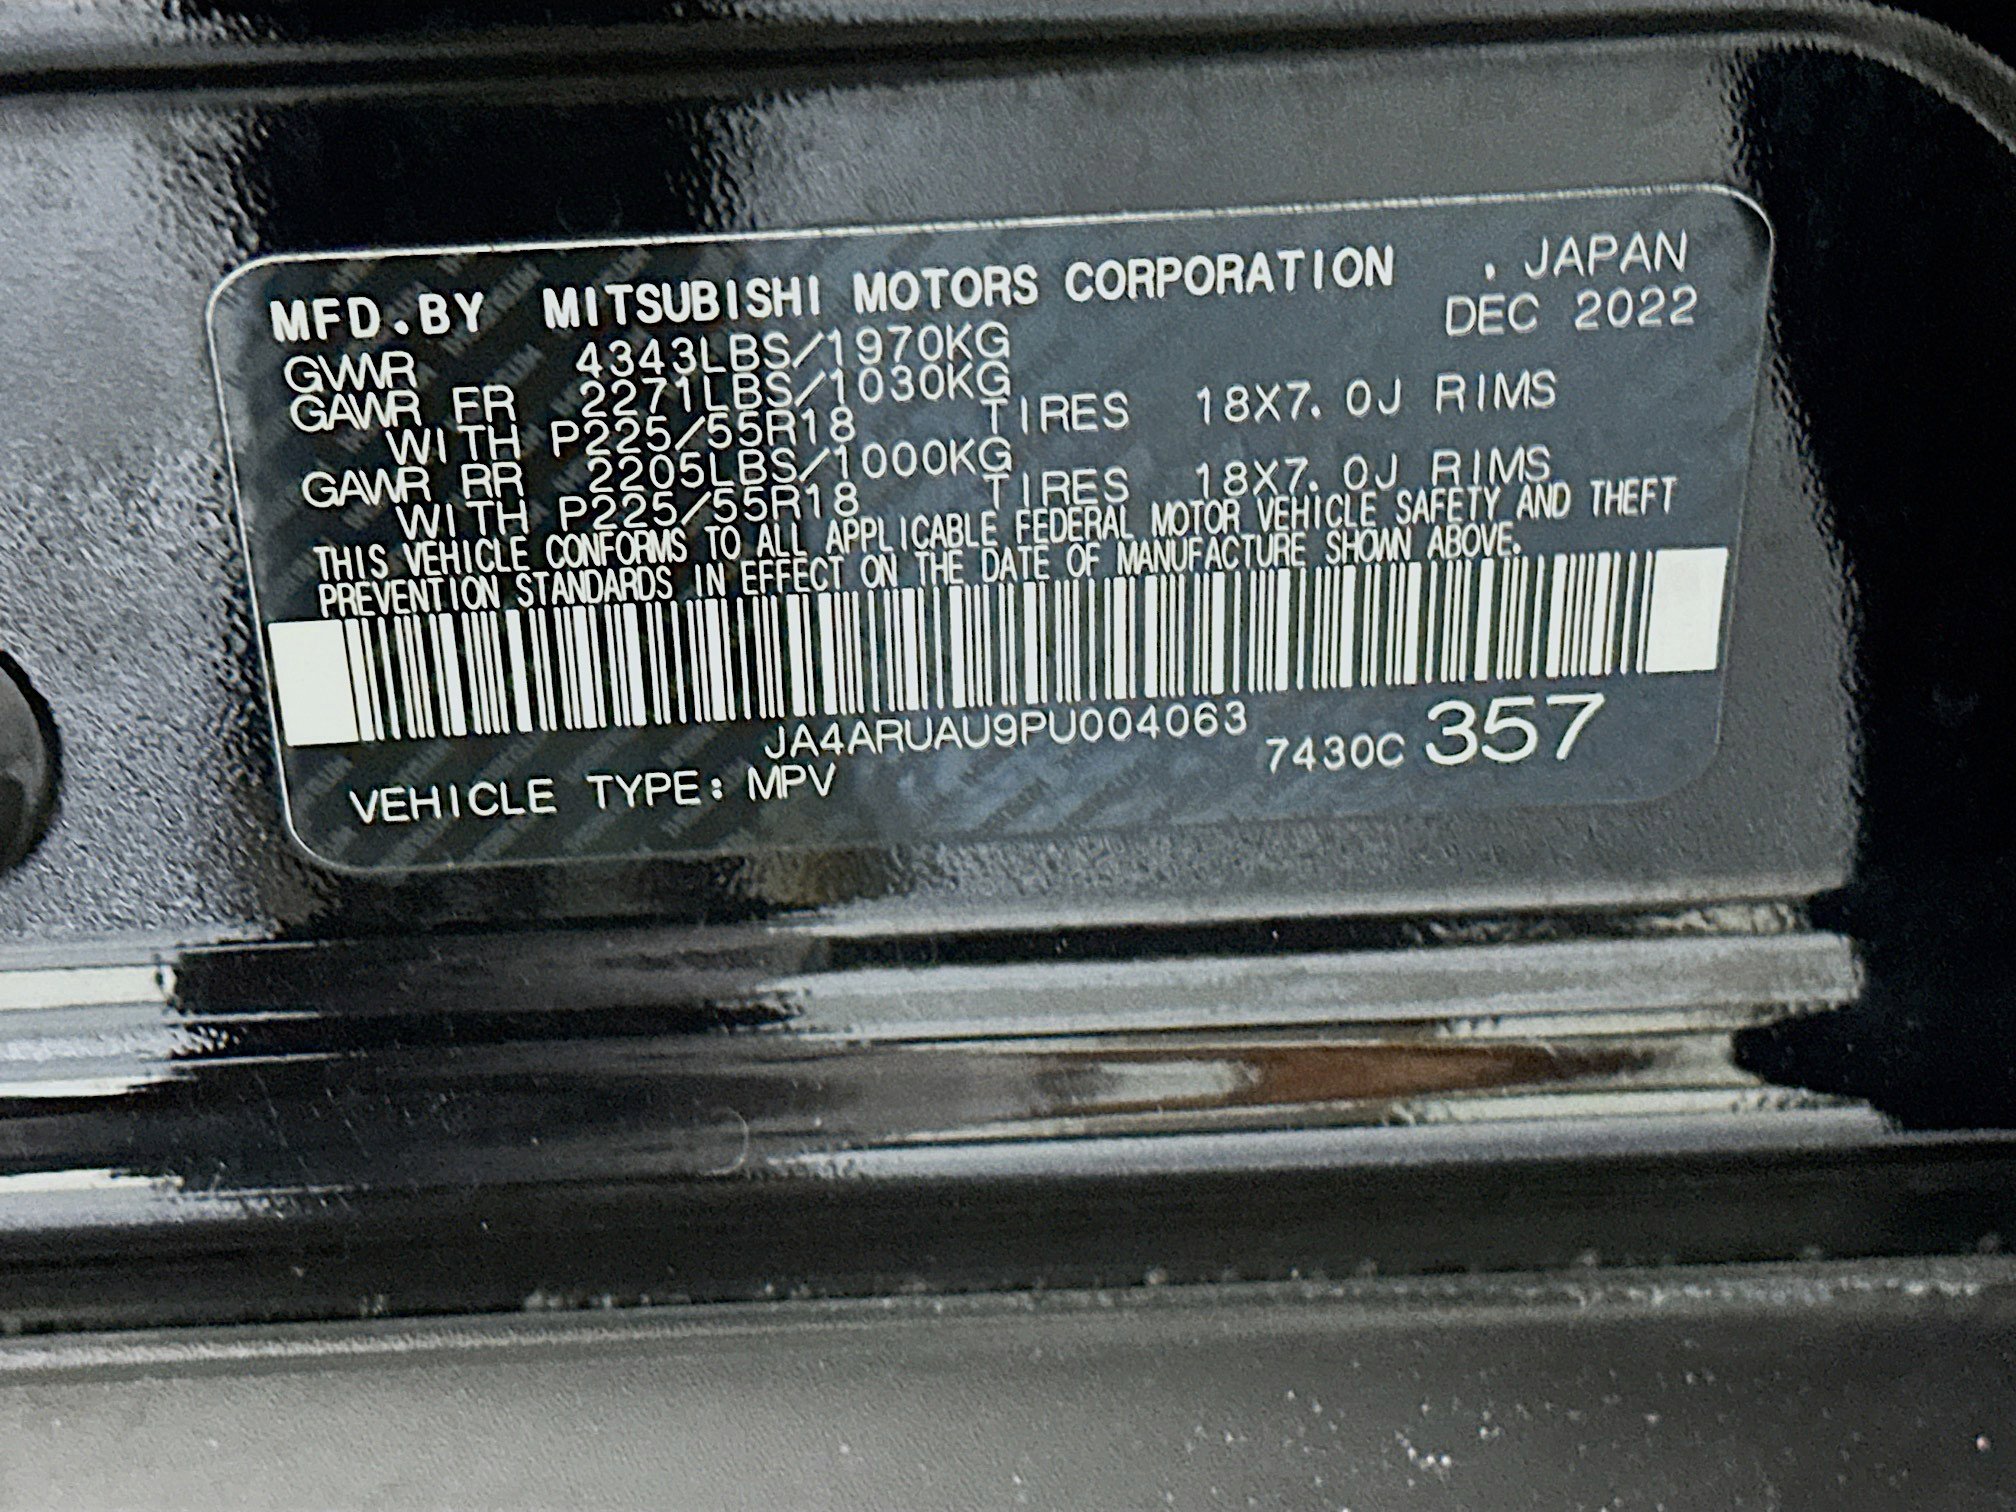 MFD.BY MITSUBISHI MOTORS CORPORATION , JAPAN
DEC 2022
GVWR 4343LBS/1970KG
GAWR FR 2271LBS/1030KG
WITH P225/55R18 TIRES 18X7.0J RIMS
GAWR RR 2205LBS/1000KG
WITH P225/55R18 TIRES 18X7.0J RIMS
THIS VEHICLE CONFORMS TO ALL APPLICABLE FEDERAL MOTOR VEHICLE SAFETY AND THEFT
PREVENTION STANDARDS IN EFFECT ON THE DATE OF MANUFACTURE SHOWN ABOVE.
JA4ARUAU9PU004063 7430C 357
VEHICLE TYPE: MPV